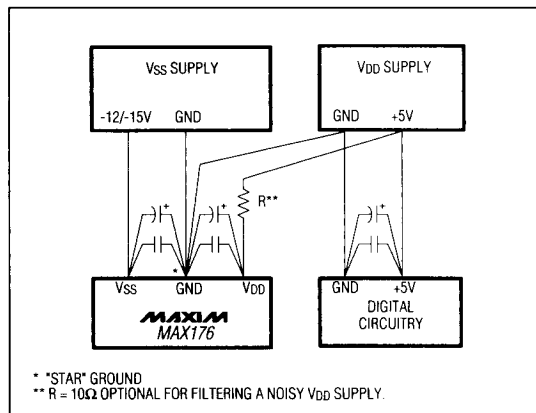 VSS SUPPLY
VDD SUPPLY
-12/-15V GND
GND +5V
R**
+ + +
*
VSS GND VDD
GND +5V
MAXIM
MAX176
DIGITAL
CIRCUITRY
* "STAR" GROUND
** R = 10Ω OPTIONAL FOR FILTERING A NOISY VDD SUPPLY.